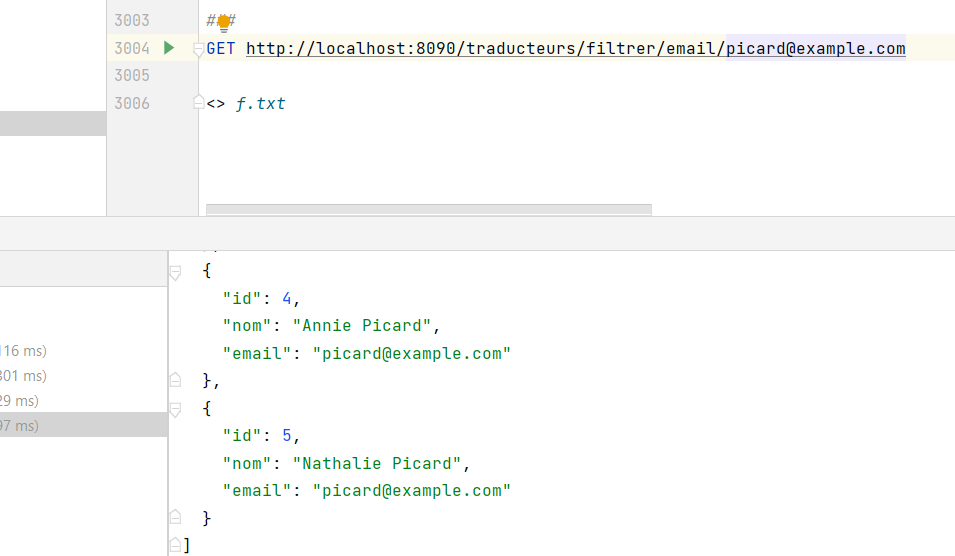 3003 ###
3004 GET http://localhost:8090/traducteurs/filtrer/email/picard@example.com
3005
3006 <> f.txt
{
"id": 4,
"nom": "Annie Picard",
"email": "picard@example.com"
},
{
"id": 5,
"nom": "Nathalie Picard",
"email": "picard@example.com"
}
]
116 ms)
301 ms)
29 ms)
97 ms)